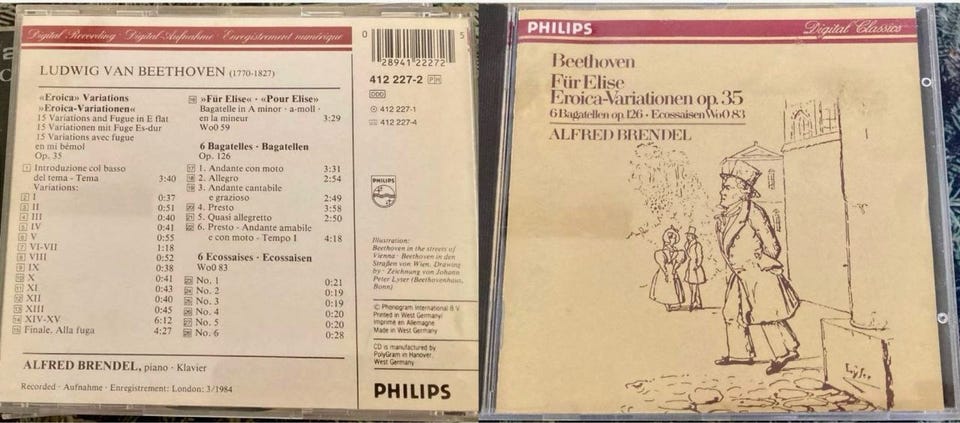 Digital Recording · Digital-Aufnahme · Enregistrement numérique
LUDWIG VAN BEETHOVEN (1770-1827)
«Eroica» Variations
»Eroica-Variationen«
15 Variations and Fugue in E flat
15 Variationen mit Fuge Es-dur
15 Variations avec fugue
en mi bémol
Op. 35
1 Introduzione col basso
del tema - Tema 3:40
Variations:
2 I 0:37
3 II 0:51
4 III 0:40
5 IV 0:41
6 V 0:55
7 VI-VII 1:18
8 VIII 0:52
9 IX 0:38
10 X 0:41
11 XI 0:43
12 XII 0:40
13 XIII 0:45
14 XIV-XV 6:12
15 Finale. Alla fuga 4:27
16 »Für Elise« · «Pour Elise»
Bagatelle in A minor · a-moll ·
en la mineur 3:29
WoO 59
6 Bagatelles · Bagatellen
Op. 126
17 1. Andante con moto 3:31
18 2. Allegro 2:54
19 3. Andante cantabile
e grazioso 2:49
20 4. Presto 3:58
21 5. Quasi allegretto 2:50
22 6. Presto - Andante amabile
e con moto - Tempo I 4:18
6 Ecossaises · Ecossaisen
WoO 83
23 No. 1 0:21
24 No. 2 0:19
25 No. 3 0:19
26 No. 4 0:20
27 No. 5 0:20
28 No. 6 0:28
ALFRED BRENDEL, piano · Klavier
Recorded · Aufnahme · Enregistrement: London: 3/1984
0 28941 22272 5
412 227-2 PH
DDD
412 227-1
412 227-4
PHILIPS
Illustration:
Beethoven in the streets of
Vienna · Beethoven in den
Straßen von Wien. Drawing
by · Zeichnung von Johann
Peter Lyser (Beethovenhaus,
Bonn)
© Phonogram International B.V.
Printed in West Germany/
Imprimé en Allemagne
Made in West Germany
CD is manufactured by
PolyGram in Hanover,
West Germany
PHILIPS
PHILIPS
Digital Classics
Beethoven
Für Elise
Eroica-Variationen op. 35
6 Bagatellen op. 126 · Ecossaisen WoO 83
ALFRED BRENDEL
Lyser